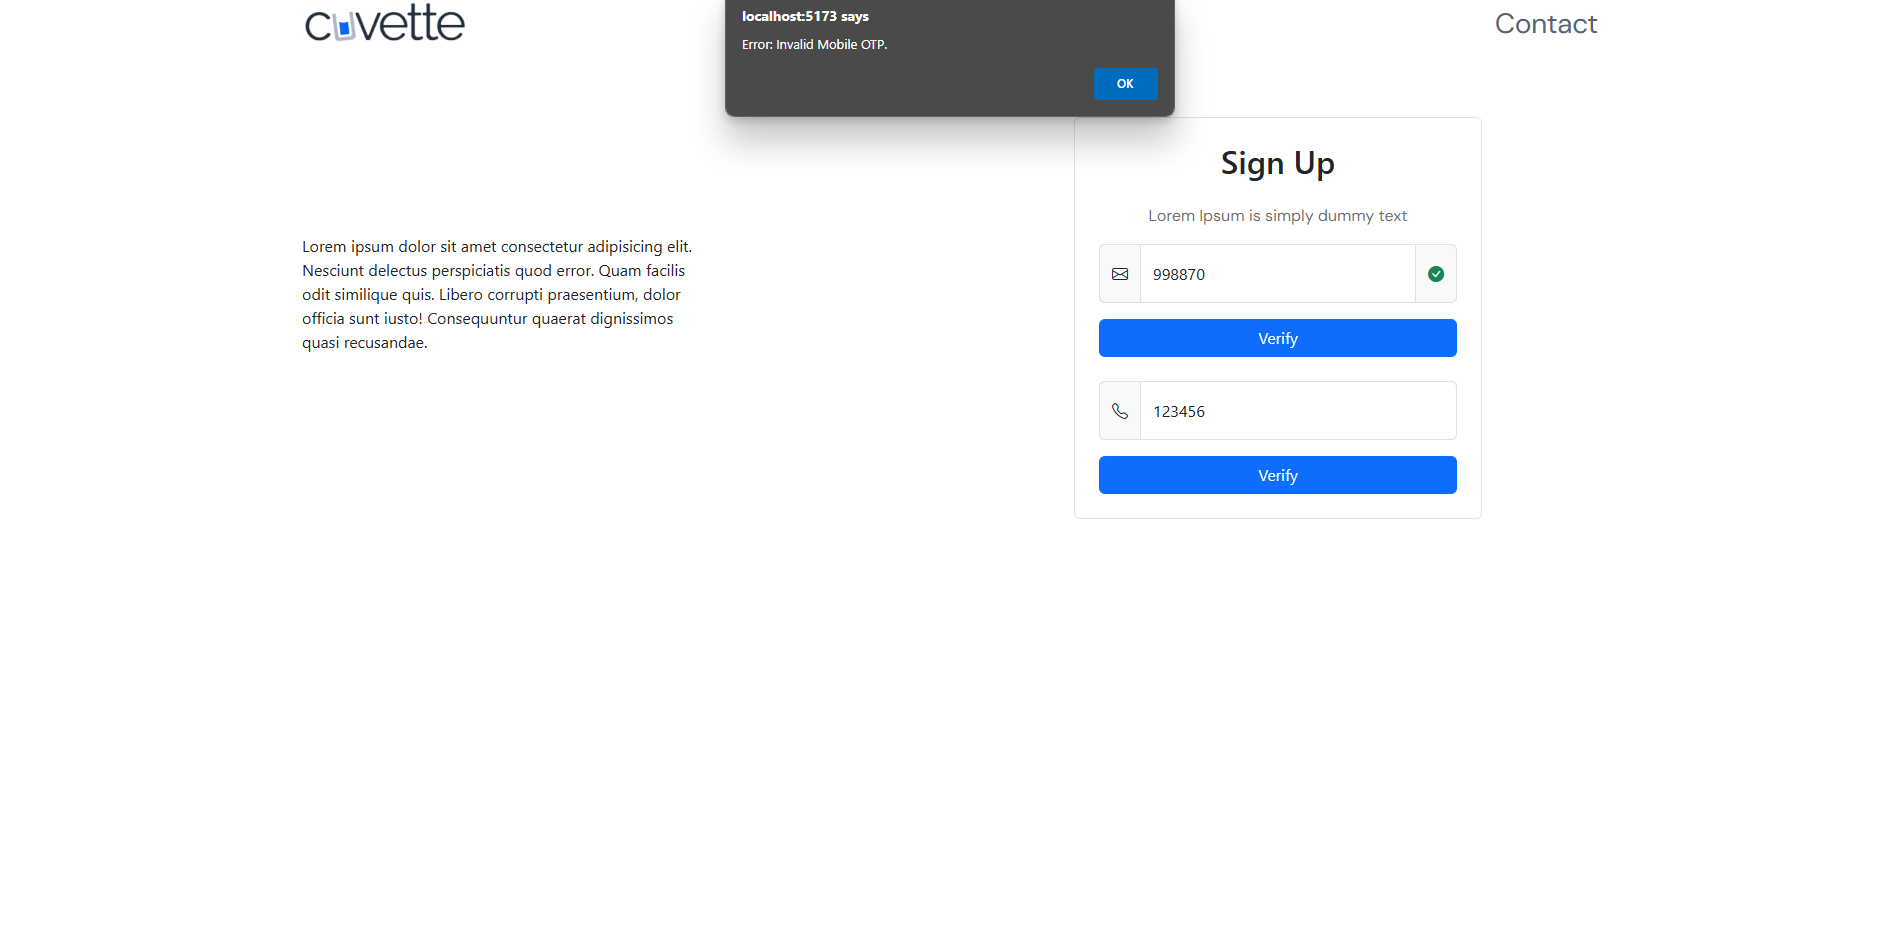 cuvette
localhost:5173 says
Error: Invalid Mobile OTP.
OK
Contact
Lorem ipsum dolor sit amet consectetur adipisicing elit.
Nesciunt delectus perspiciatis quod error. Quam facilis
odit similique quis. Libero corrupti praesentium, dolor
officia sunt iusto! Consequuntur quaerat dignissimos
quasi recusandae.
Sign Up
Lorem Ipsum is simply dummy text
998870
Verify
123456
Verify